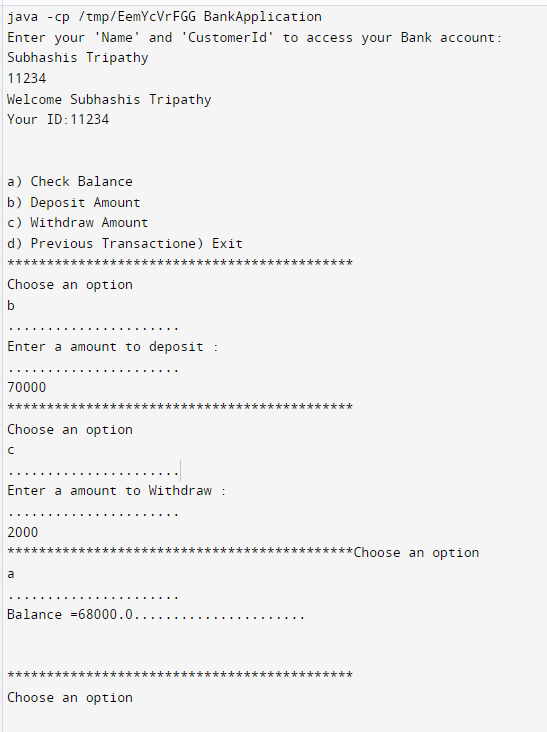 java -cp /tmp/EemYcVrFGG BankApplication
Enter your 'Name' and 'CustomerId' to access your Bank account:
Subhashis Tripathy
11234
Welcome Subhashis Tripathy
Your ID:11234
a) Check Balance
b) Deposit Amount
c) Withdraw Amount
d) Previous Transactione) Exit
********************************************
Choose an option
b
......................
Enter a amount to deposit :
......................
70000
********************************************
Choose an option
c
......................
Enter a amount to Withdraw :
......................
2000
********************************************Choose an option
a
......................
Balance =68000.0......................
********************************************
Choose an option